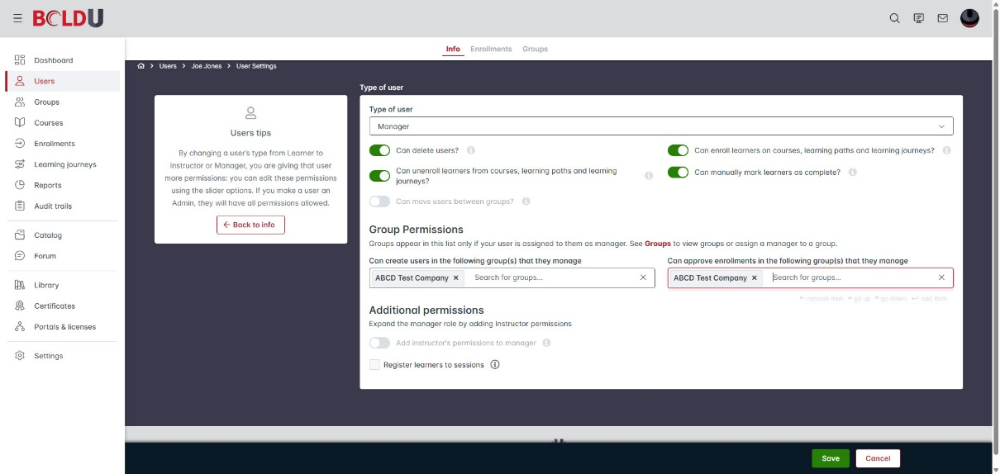 BOLDU
Info
Enrollments
Groups
Dashboard
Users
Groups
Courses
Enrollments
Learning journeys
Reports
Audit trails
Catalog
Forum
Library
Certificates
Portals & licenses
Settings
Users
Joe Jones
User Settings
Users tips
By changing a user's type from Learner to
Instructor or Manager, you are giving that user
more permissions: you can edit these permissions
using the slider options. If you make a user an
Admin, they will have all permissions allowed.
Back to info
Type of user
Type of user
Manager
Can delete users?
Can enroll learners on courses, learning paths and learning journeys?
Can unenroll learners from courses, learning paths and learning
journeys?
Can manually mark learners as complete?
Can move users between groups?
Group Permissions
Groups appear in this list only if your user is assigned to them as manager. See Groups to view groups or assign a manager to a group.
Can create users in the following group(s) that they manage
ABCD Test Company × Search for groups...
Can approve enrollments in the following group(s) that they manage
ABCD Test Company × Search for groups...
remove item go up go down add item
Additional permissions
Expand the manager role by adding Instructor permissions
Add instructor's permissions to manager
Register learners to sessions
Save
Cancel